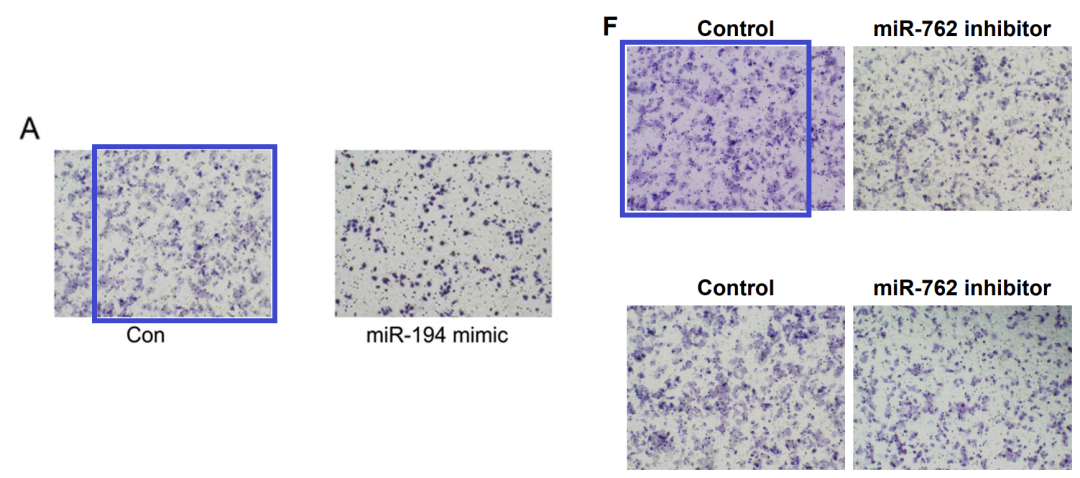 A
Con
miR-194 mimic
F
Control
miR-762 inhibitor
Control
miR-762 inhibitor